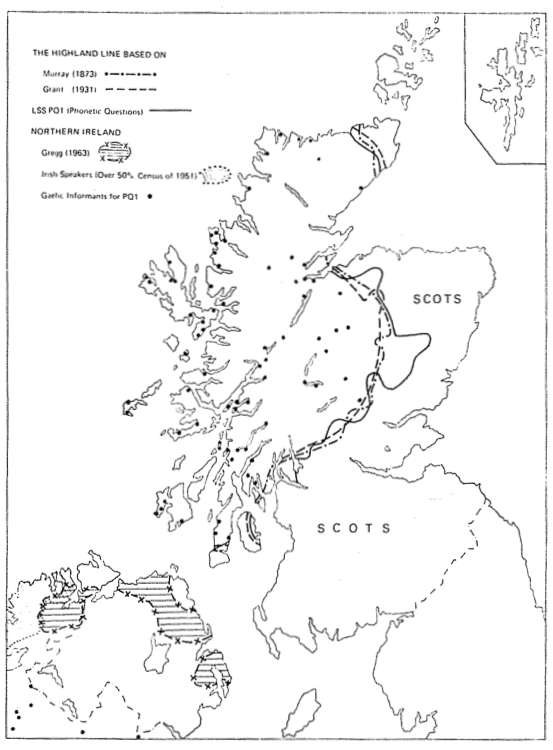 THE HIGHLAND LINE BASED ON
Murray (1873)
Grant (1931)
LSS PQ1 (Phonetic Questions)
NORTHERN IRELAND
Gregg (1963)
Irish Speakers (Over 50% Census of 1951)
Gaelic Informants for PQ1
SCOTS
SCOTS